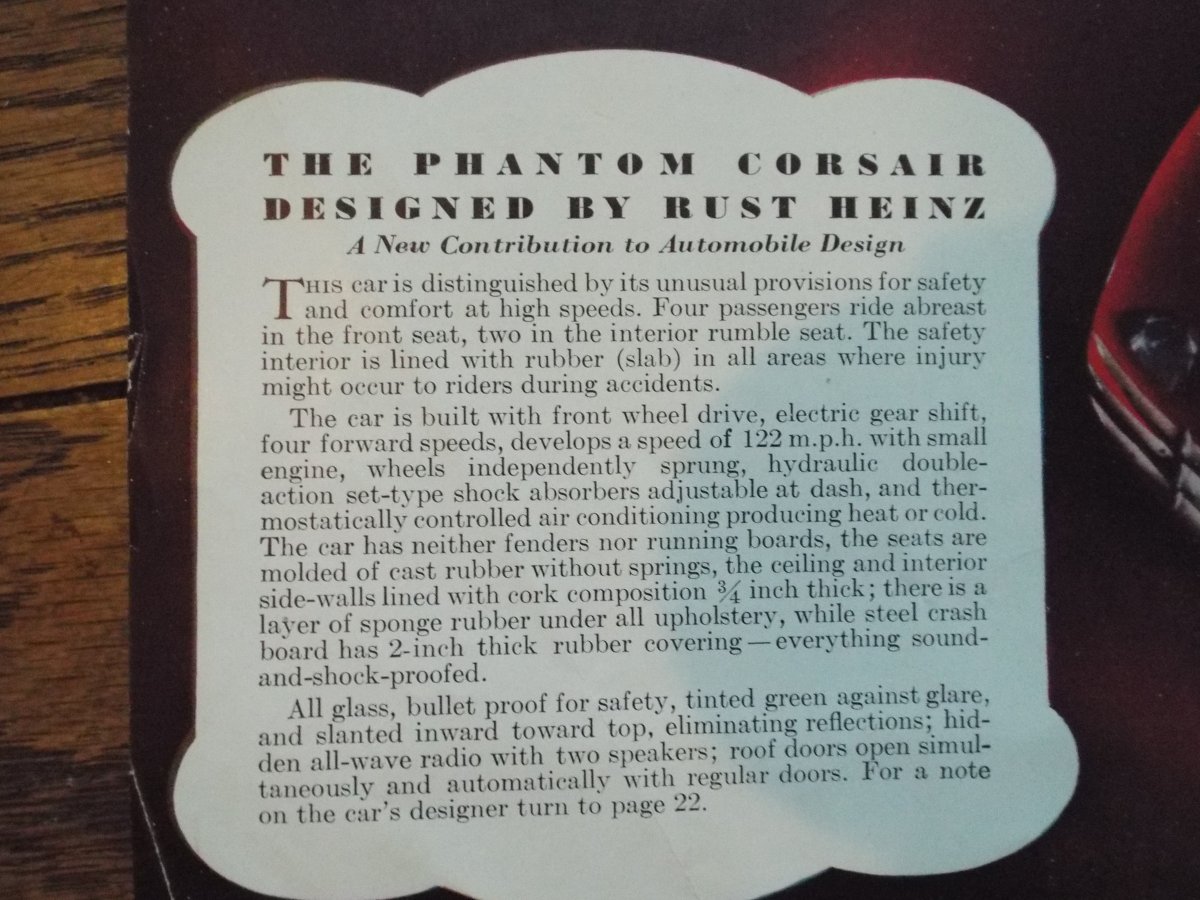 THE PHANTOM CORSAIR
DESIGNED BY RUST HEINZ
A New Contribution to Automobile Design
THIS car is distinguished by its unusual provisions for safety
and comfort at high speeds. Four passengers ride abreast
in the front seat, two in the interior rumble seat. The safety
interior is lined with rubber (slab) in all areas where injury
might occur to riders during accidents.
The car is built with front wheel drive, electric gear shift,
four forward speeds, develops a speed of 122 m.p.h. with small
engine, wheels independently sprung, hydraulic double-
action set-type shock absorbers adjustable at dash, and ther-
mostatically controlled air conditioning producing heat or cold.
The car has neither fenders nor running boards, the seats are
molded of cast rubber without springs, the ceiling and interior
side-walls lined with cork composition ¾ inch thick; there is a
layer of sponge rubber under all upholstery, while steel crash
board has 2-inch thick rubber covering — everything sound-
and-shock-proofed.
All glass, bullet proof for safety, tinted green against glare,
and slanted inward toward top, eliminating reflections; hid-
den all-wave radio with two speakers; roof doors open simul-
taneously and automatically with regular doors. For a note
on the car's designer turn to page 22.